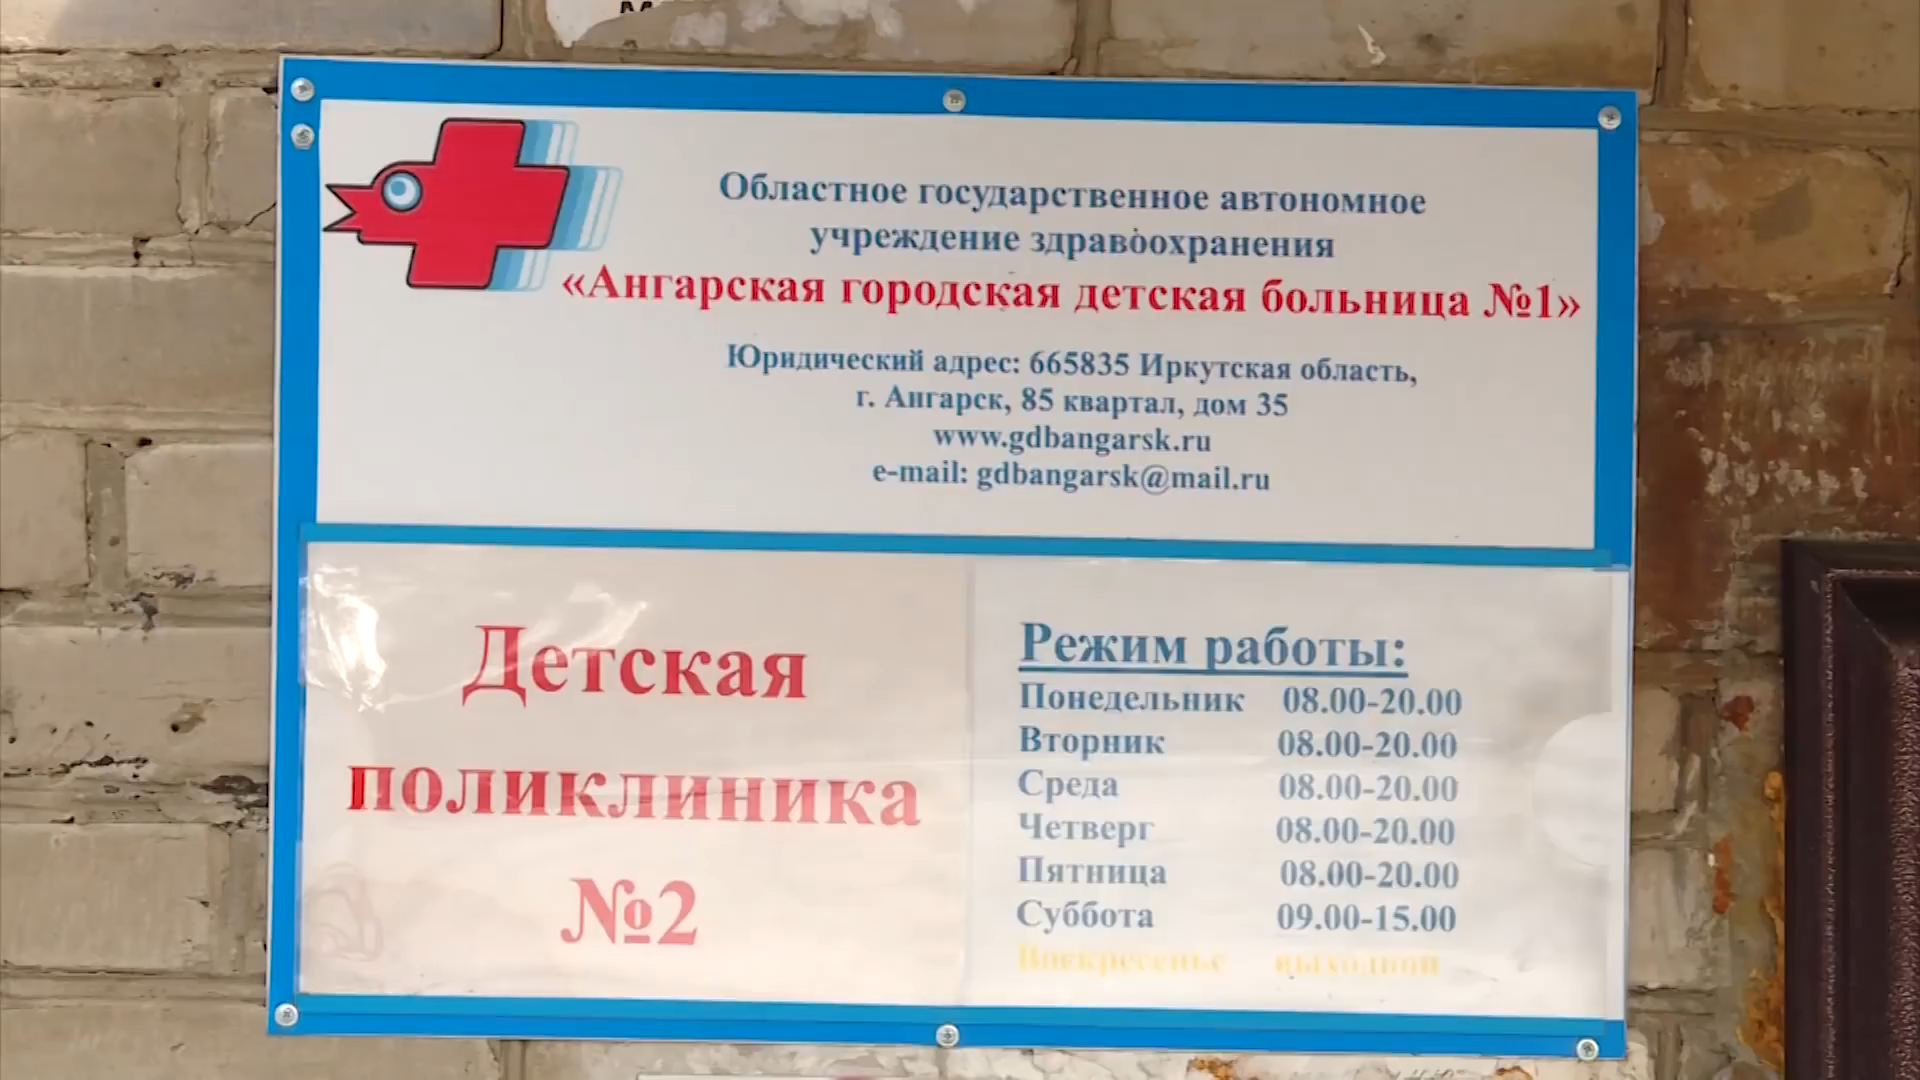 Областное государственное автономное
учреждение здравоохранения
«Ангарская городская детская больница №1»
Юридический адрес: 665835 Иркутская область,
г. Ангарск, 85 квартал, дом 35
www.gdbangarsk.ru
e-mail: gdbangarsk@mail.ru
Детская
поликлиника
№2
Режим работы:
Понедельник 08.00-20.00
Вторник 08.00-20.00
Среда 08.00-20.00
Четверг 08.00-20.00
Пятница 08.00-20.00
Суббота 09.00-15.00
Воскресенье выходной